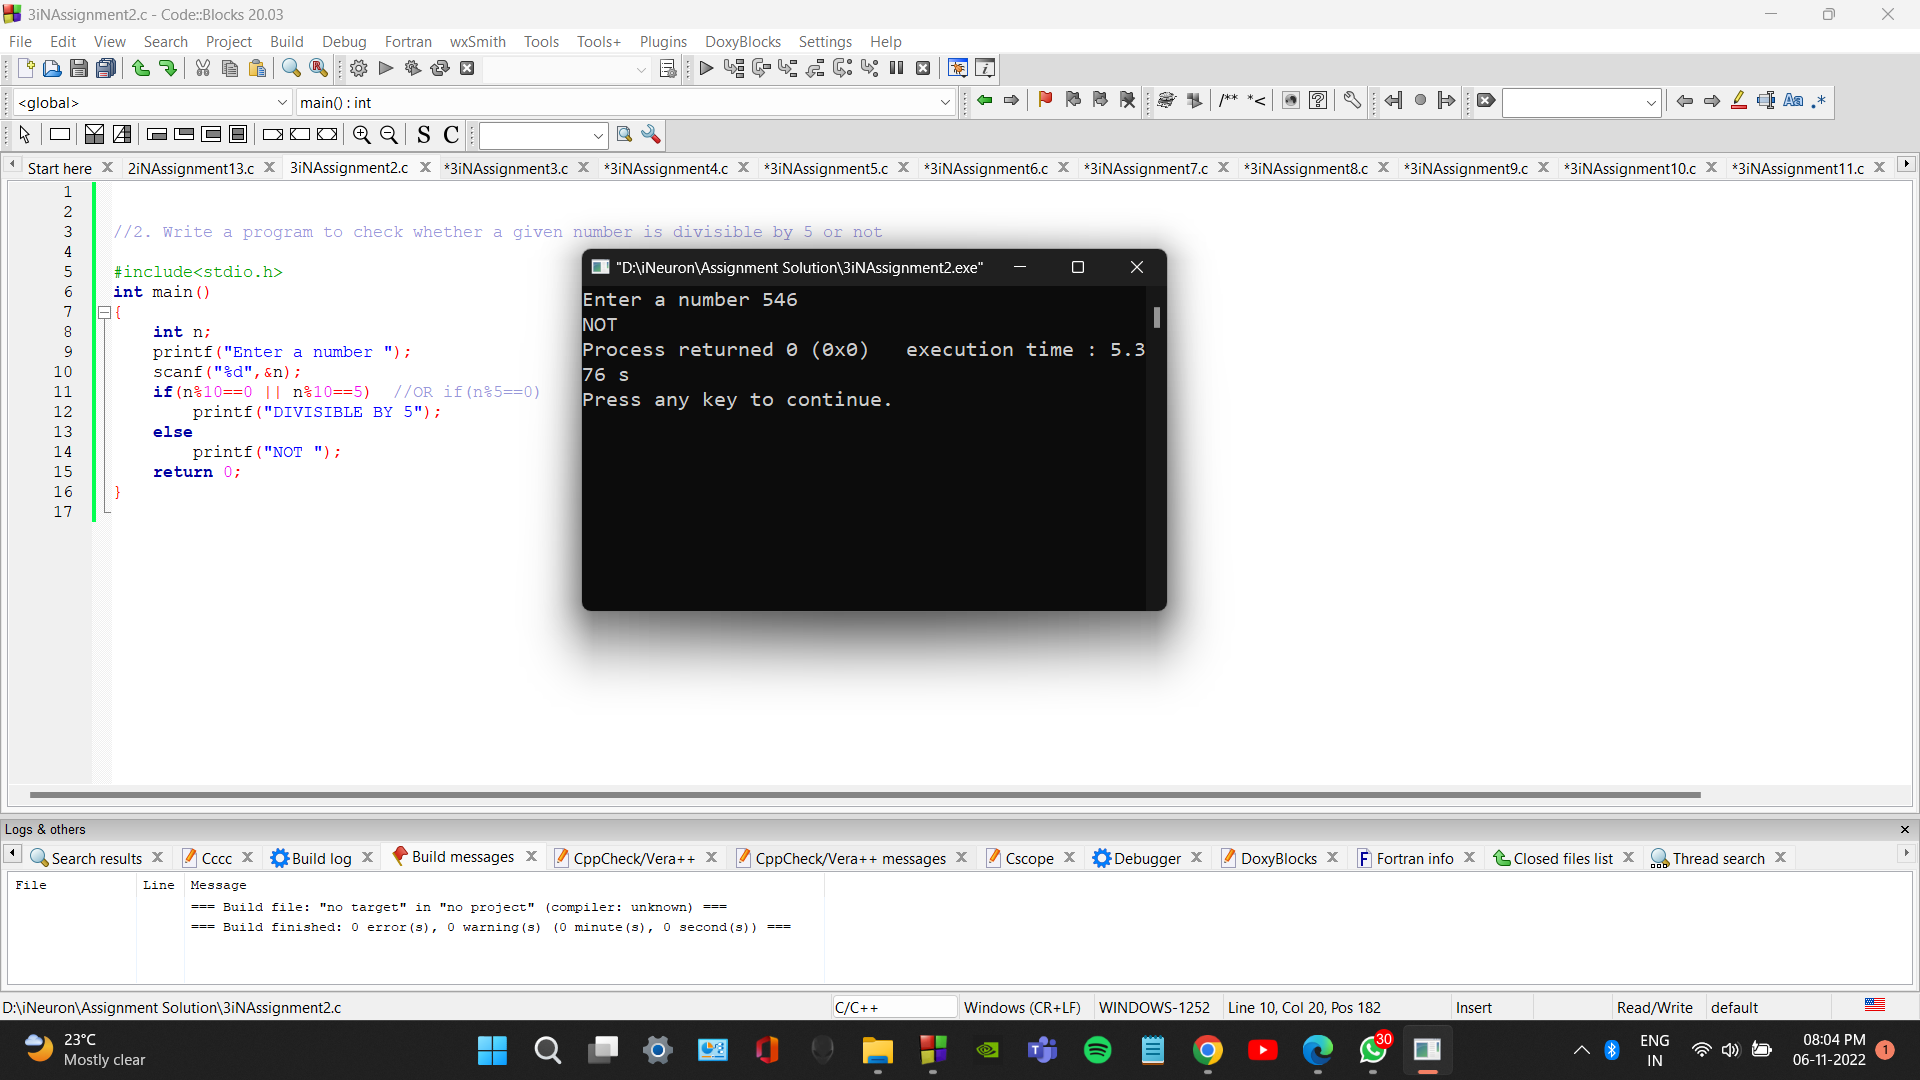 3iNAssignment2.c - Code::Blocks 20.03
File Edit View Search Project Build Debug Fortran wxSmith Tools Tools+ Plugins DoxyBlocks Settings Help
<global> main() : int
/** *<
Aa .*
S C
Start here 2iNAssignment13.c 3iNAssignment2.c *3iNAssignment3.c *3iNAssignment4.c *3iNAssignment5.c *3iNAssignment6.c *3iNAssignment7.c *3iNAssignment8.c *3iNAssignment9.c *3iNAssignment10.c *3iNAssignment11.c
1
2
3 //2. Write a program to check whether a given number is divisible by 5 or not
4
5 #include<stdio.h>
6 int main()
7 {
8 int n;
9 printf("Enter a number ");
10 scanf("%d",&n);
11 if(n%10==0 || n%10==5) //OR if(n%5==0)
12 printf("DIVISIBLE BY 5");
13 else
14 printf("NOT ");
15 return 0;
16 }
17
"D:\iNeuron\Assignment Solution\3iNAssignment2.exe"
Enter a number 546
NOT
Process returned 0 (0x0) execution time : 5.3
76 s
Press any key to continue.
Logs & others
Search results Cccc Build log Build messages CppCheck/Vera++ CppCheck/Vera++ messages Cscope Debugger DoxyBlocks Fortran info Closed files list Thread search
File Line Message
=== Build file: "no target" in "no project" (compiler: unknown) ===
=== Build finished: 0 error(s), 0 warning(s) (0 minute(s), 0 second(s)) ===
D:\iNeuron\Assignment Solution\3iNAssignment2.c C/C++ Windows (CR+LF) WINDOWS-1252 Line 10, Col 20, Pos 182 Insert Read/Write default
23°C
Mostly clear
30
ENG
IN
08:04 PM
06-11-2022
1